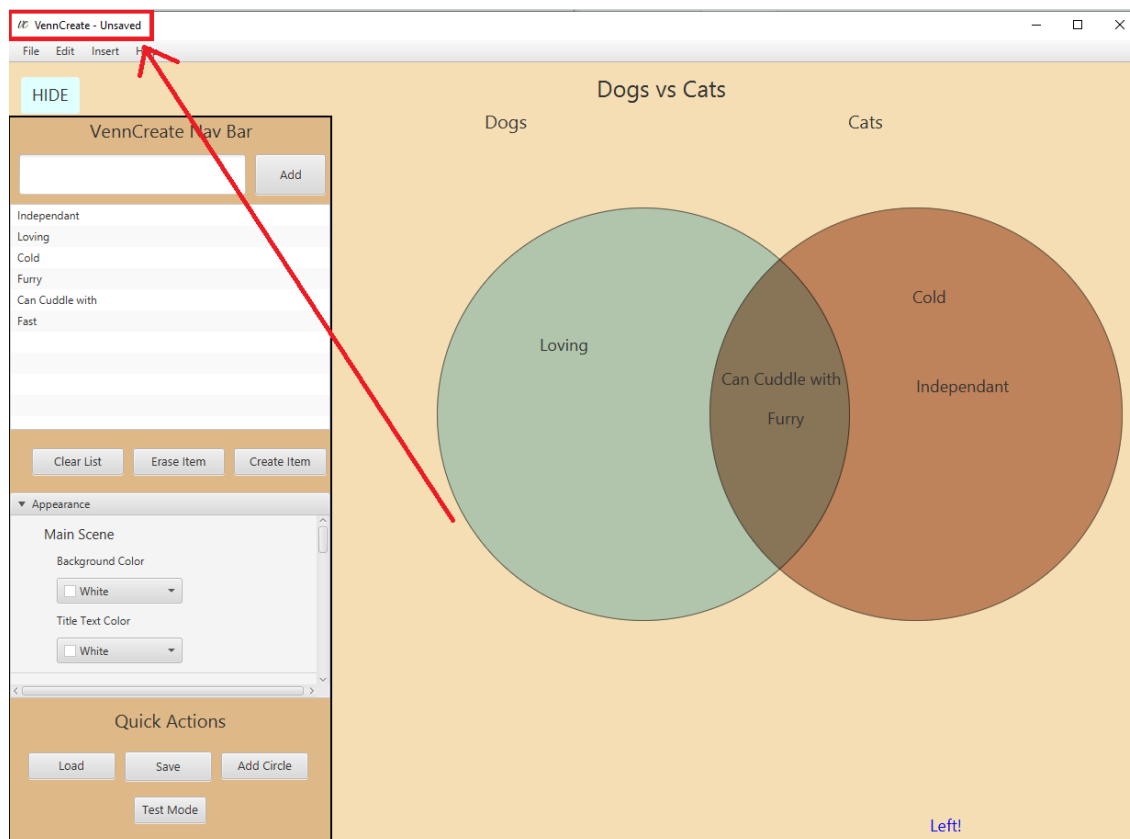 VennCreate - Unsaved
File Edit Insert
HIDE
Dogs vs Cats
Dogs Cats
VennCreate Nav Bar
Add
Independant
Loving
Cold
Furry
Can Cuddle with
Fast
Clear List Erase Item Create Item
Appearance
Main Scene
Background Color
White
Title Text Color
White
Quick Actions
Load Save Add Circle
Test Mode
Loving
Can Cuddle with
Furry
Cold
Independant
Left!